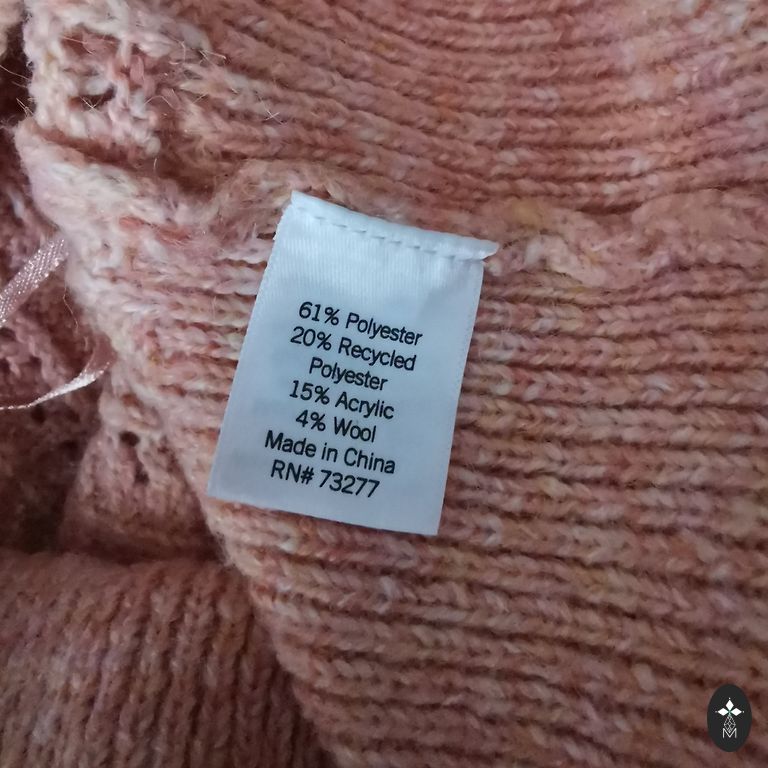 61% Polyester
20% Recycled
Polyester
15% Acrylic
4% Wool
Made in China
RN# 73277
M